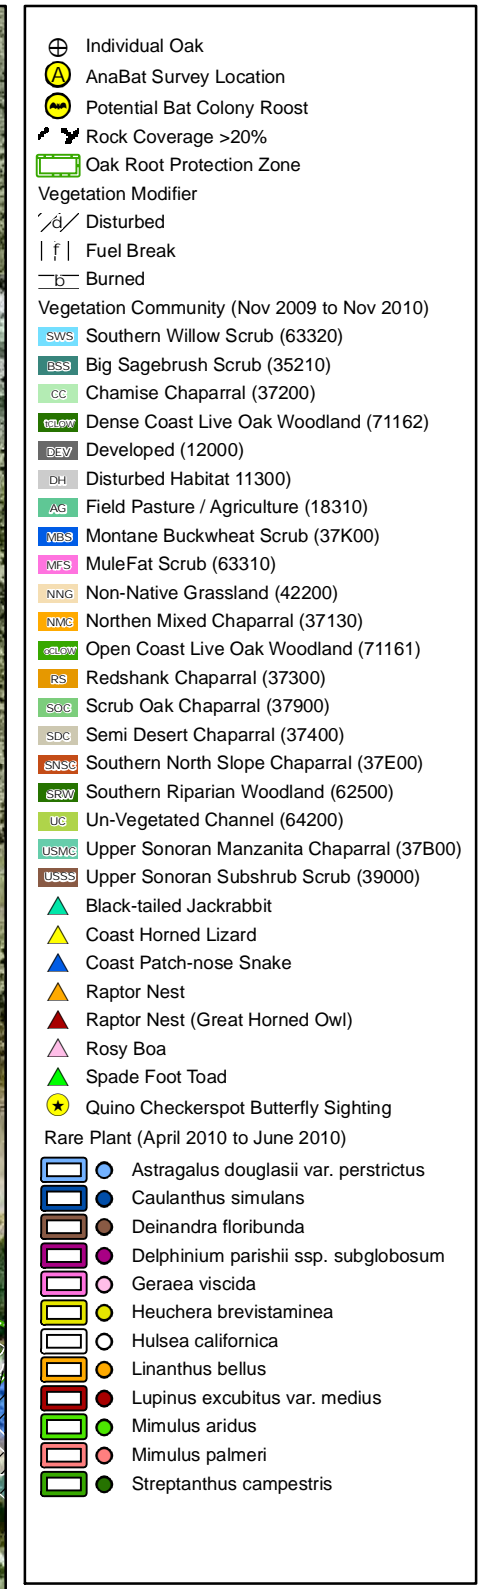 Individual Oak
A AnaBat Survey Location
Potential Bat Colony Roost
Rock Coverage >20%
Oak Root Protection Zone
Vegetation Modifier
d Disturbed
f Fuel Break
b Burned
Vegetation Community (Nov 2009 to Nov 2010)
SWS Southern Willow Scrub (63320)
BSS Big Sagebrush Scrub (35210)
CC Chamise Chaparral (37200)
Dense Coast Live Oak Woodland (71162)
DEV Developed (12000)
DH Disturbed Habitat 11300)
AG Field Pasture / Agriculture (18310)
MBS Montane Buckwheat Scrub (37K00)
MFS MuleFat Scrub (63310)
NNG Non-Native Grassland (42200)
NMC Northen Mixed Chaparral (37130)
oCLOW Open Coast Live Oak Woodland (71161)
RS Redshank Chaparral (37300)
SOC Scrub Oak Chaparral (37900)
SDC Semi Desert Chaparral (37400)
SNSC Southern North Slope Chaparral (37E00)
SRW Southern Riparian Woodland (62500)
UC Un-Vegetated Channel (64200)
USMC Upper Sonoran Manzanita Chaparral (37B00)
USSS Upper Sonoran Subshrub Scrub (39000)
Black-tailed Jackrabbit
Coast Horned Lizard
Coast Patch-nose Snake
Raptor Nest
Raptor Nest (Great Horned Owl)
Rosy Boa
Spade Foot Toad
Quino Checkerspot Butterfly Sighting
Rare Plant (April 2010 to June 2010)
Astragalus douglasii var. perstrictus
Caulanthus simulans
Deinandra floribunda
Delphinium parishii ssp. subglobosum
Geraea viscida
Heuchera brevistaminea
Hulsea californica
Linanthus bellus
Lupinus excubitus var. medius
Mimulus aridus
Mimulus palmeri
Streptanthus campestris